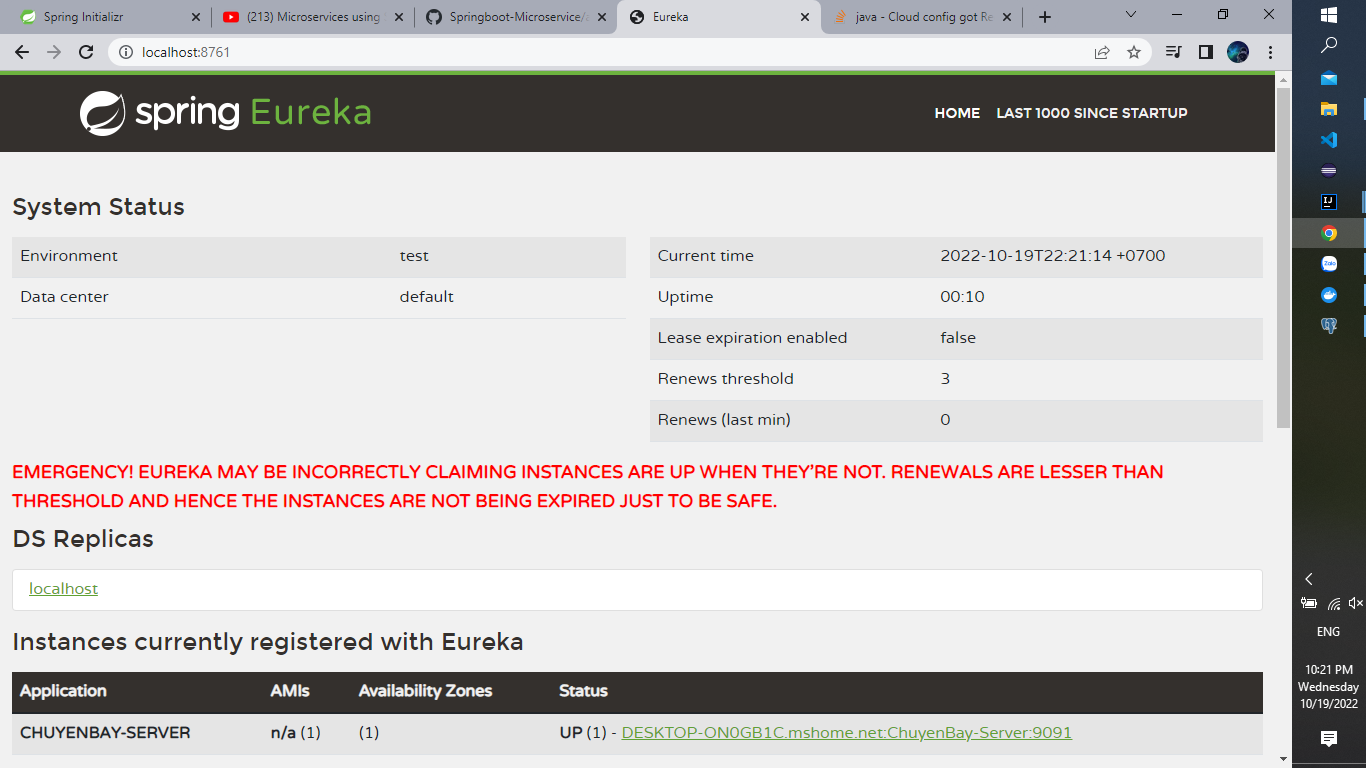 Spring Initializr
(213) Microservices using
Springboot-Microservice/a
Eureka
java - Cloud config got Re
localhost:8761
spring Eureka
HOME
LAST 1000 SINCE STARTUP
System Status
Environment test
Data center default
Current time 2022-10-19T22:21:14 +0700
Uptime 00:10
Lease expiration enabled false
Renews threshold 3
Renews (last min) 0
EMERGENCY! EUREKA MAY BE INCORRECTLY CLAIMING INSTANCES ARE UP WHEN THEY'RE NOT. RENEWALS ARE LESSER THAN
THRESHOLD AND HENCE THE INSTANCES ARE NOT BEING EXPIRED JUST TO BE SAFE.
DS Replicas
localhost
Instances currently registered with Eureka
Application AMIs Availability Zones Status
CHUYENBAY-SERVER n/a (1) (1) UP (1) - DESKTOP-ON0GB1C.mshome.net:ChuyenBay-Server:9091
IJ
Zalo
ENG
10:21 PM
Wednesday
10/19/2022